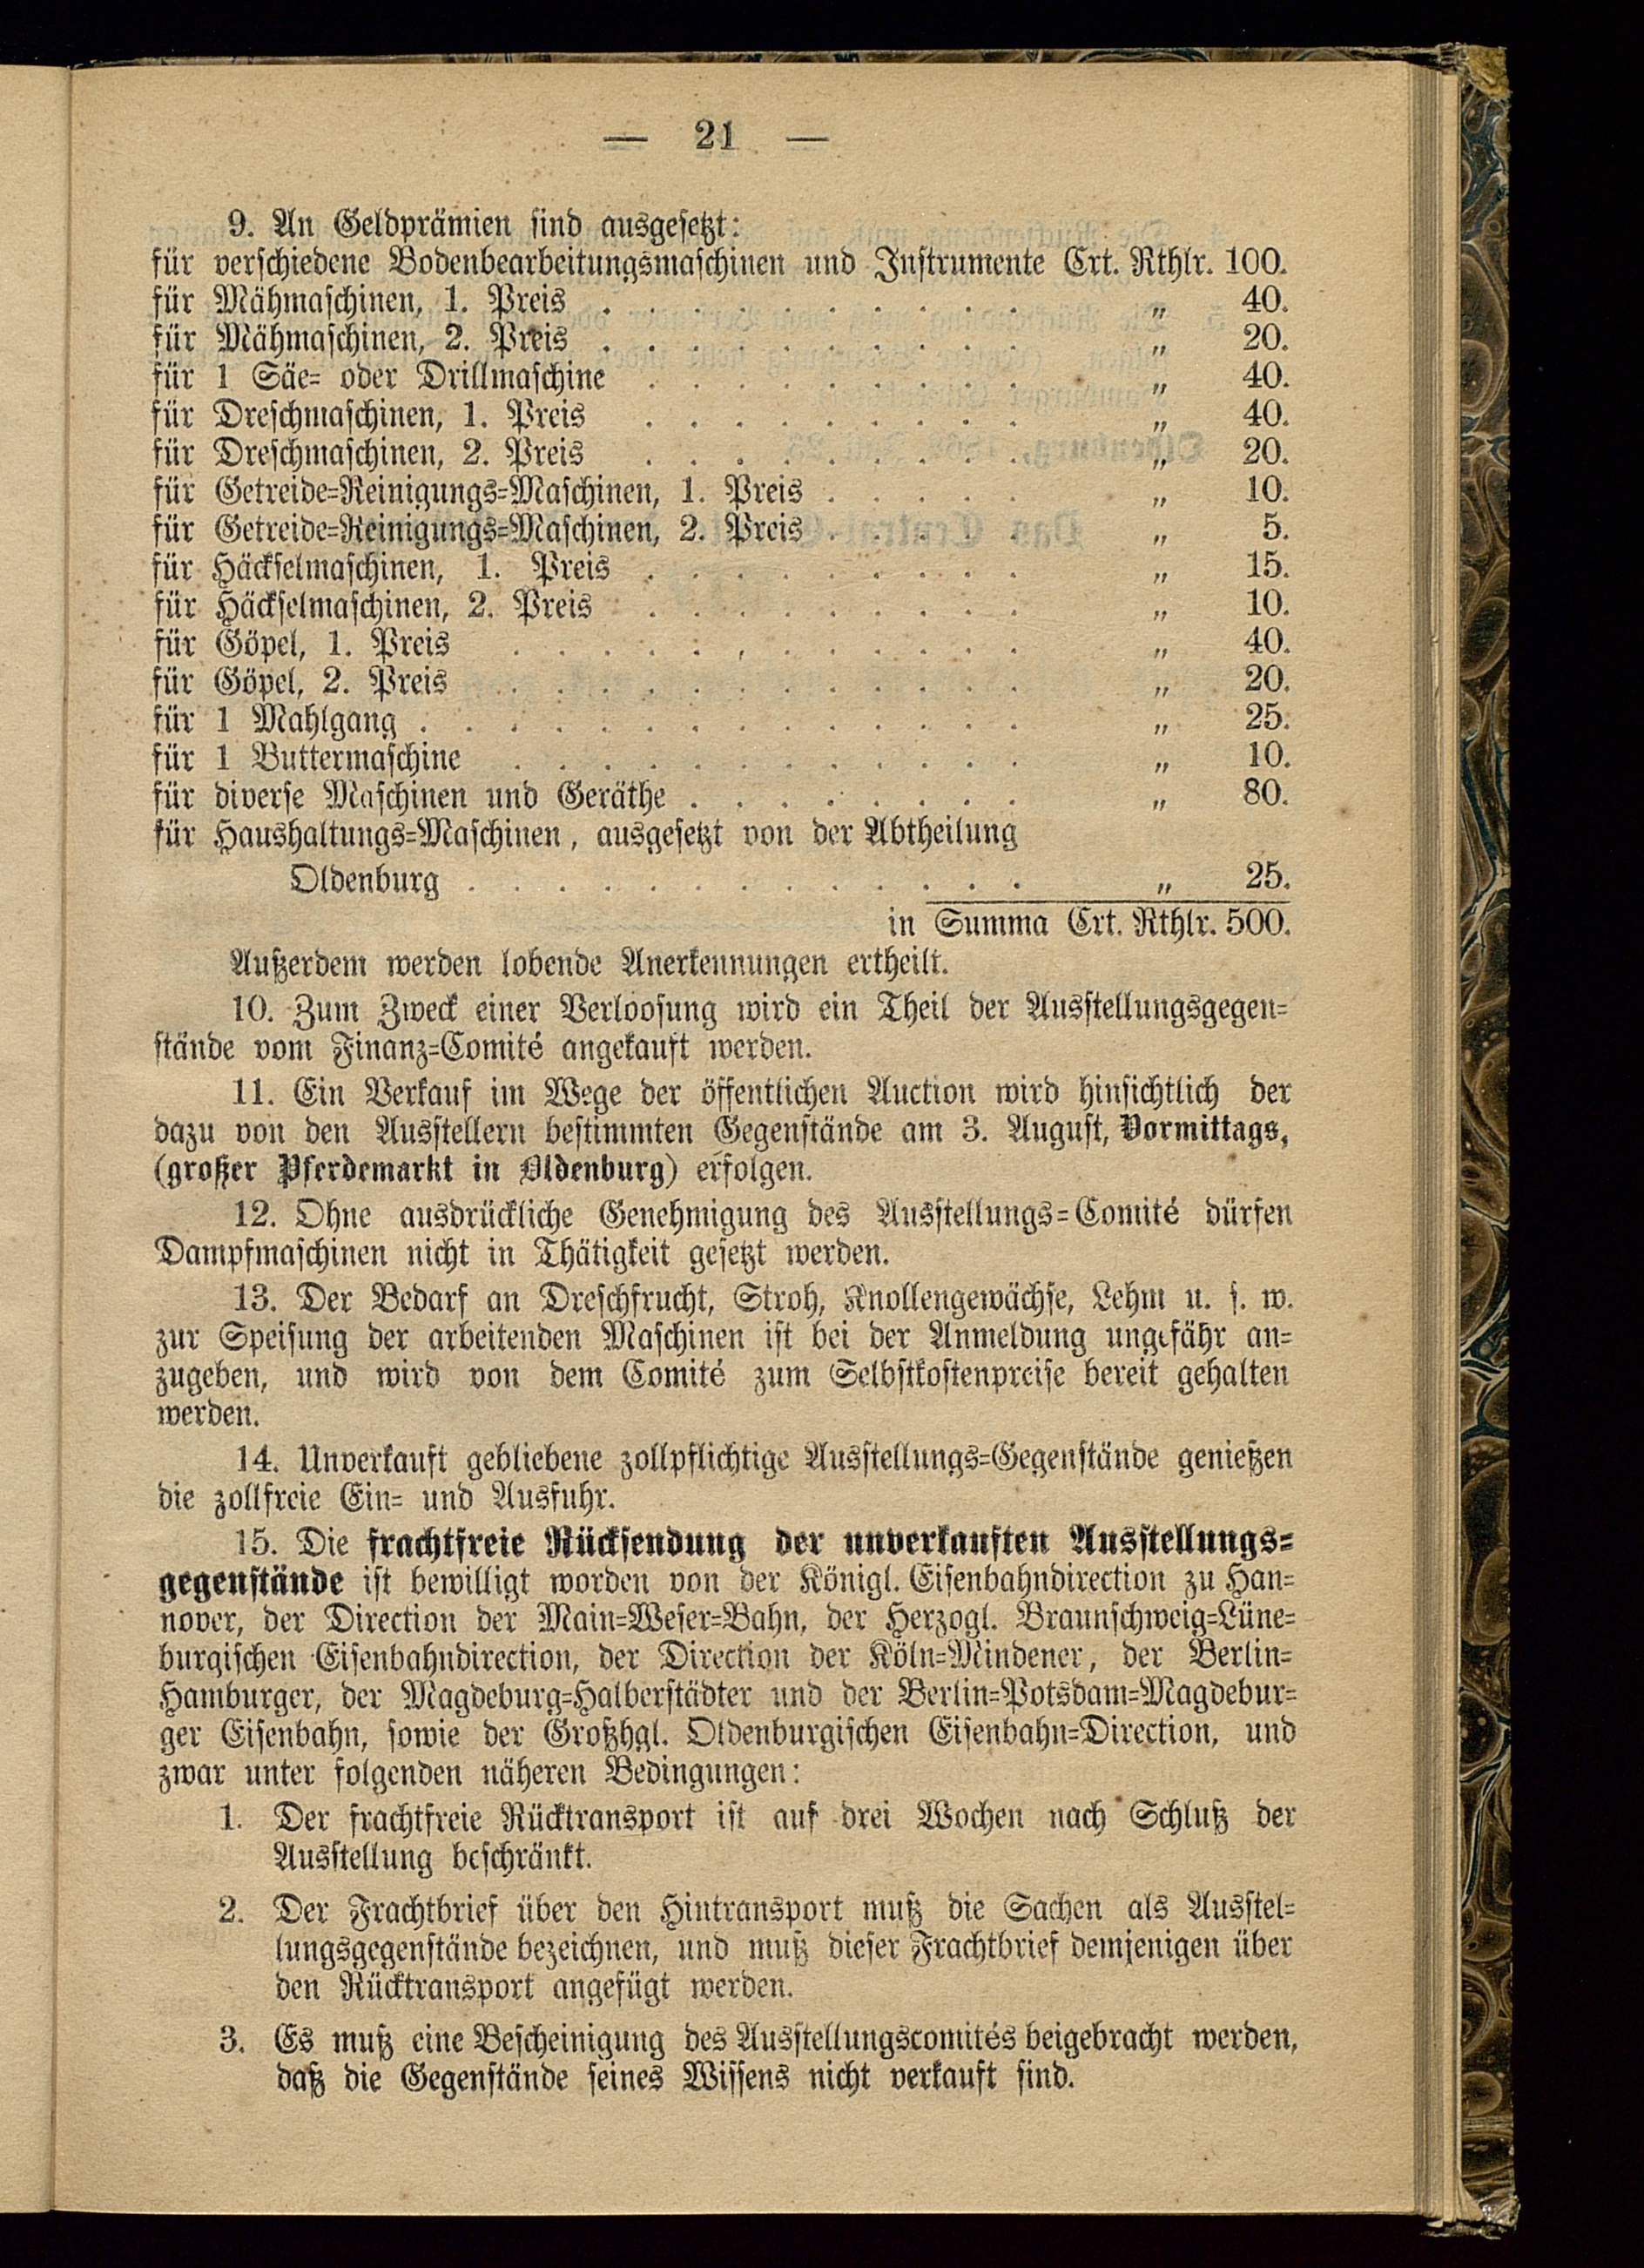 — 21 —
9. An Geldprämien sind ausgesetzt:
für verschiedene Bodenbearbeitungsmaschinen und Instrumente Crt. Rthlr. 100.
für Mähmaschinen, 1. Preis . . . . . . . . . . „ 40.
für Mähmaschinen, 2. Preis . . . . . . . . . . „ 20.
für 1 Säe= oder Drillmaschine . . . . . . . . . „ 40.
für Dreschmaschinen, 1. Preis . . . . . . . . . „ 40.
für Dreschmaschinen, 2. Preis . . . . . . . . . „ 20.
für Getreide=Reinigungs=Maschinen, 1. Preis . . . . . „ 10.
für Getreide=Reinigungs=Maschinen, 2. Preis . . . . . „ 5.
für Häckselmaschinen, 1. Preis . . . . . . . . . „ 15.
für Häckselmaschinen, 2. Preis . . . . . . . . . „ 10.
für Göpel, 1. Preis . . . . . . . . . . . . „ 40.
für Göpel, 2. Preis . . . . . . . . . . . . „ 20.
für 1 Mahlgang . . . . . . . . . . . . . . „ 25.
für 1 Buttermaschine . . . . . . . . . . . . „ 10.
für diverse Maschinen und Geräthe . . . . . . . . „ 80.
für Haushaltungs=Maschinen, ausgesetzt von der Abtheilung
Oldenburg . . . . . . . . . . . . . „ 25.
in Summa Crt. Rthlr. 500.
Außerdem werden lobende Anerkennungen ertheilt.
10. Zum Zweck einer Verloosung wird ein Theil der Ausstellungsgegen=
stände vom Finanz=Comité angekauft werden.
11. Ein Verkauf im Wege der öffentlichen Auction wird hinsichtlich der
dazu von den Ausstellern bestimmten Gegenstände am 3. August, Vormittags,
(großer Pferdemarkt in Oldenburg) erfolgen.
12. Ohne ausdrückliche Genehmigung des Ausstellungs=Comité dürfen
Dampfmaschinen nicht in Thätigkeit gesetzt werden.
13. Der Bedarf an Dreschfrucht, Stroh, Knollengewächse, Lehm u. s. w.
zur Speisung der arbeitenden Maschinen ist bei der Anmeldung ungefähr an=
zugeben, und wird von dem Comité zum Selbstkostenpreise bereit gehalten
werden.
14. Unverkauft gebliebene zollpflichtige Ausstellungs=Gegenstände genießen
die zollfreie Ein= und Ausfuhr.
15. Die frachtfreie Rücksendung der unverkauften Ausstellungs=
gegenstände ist bewilligt worden von der Königl. Eisenbahndirection zu Han=
nover, der Direction der Main=Weser=Bahn, der Herzogl. Braunschweig=Lüne=
burgischen Eisenbahndirection, der Direction der Köln=Mindener, der Berlin=
Hamburger, der Magdeburg=Halberstädter und der Berlin=Potsdam=Magdebur=
ger Eisenbahn, sowie der Großhgl. Oldenburgischen Eisenbahn=Direction, und
zwar unter folgenden näheren Bedingungen:
1. Der frachtfreie Rücktransport ist auf drei Wochen nach Schluß der
Ausstellung beschränkt.
2. Der Frachtbrief über den Hintransport muß die Sachen als Ausstel=
lungsgegenstände bezeichnen, und muß dieser Frachtbrief demjenigen über
den Rücktransport angefügt werden.
3. Es muß eine Bescheinigung des Ausstellungscomités beigebracht werden,
daß die Gegenstände seines Wissens nicht verkauft sind.